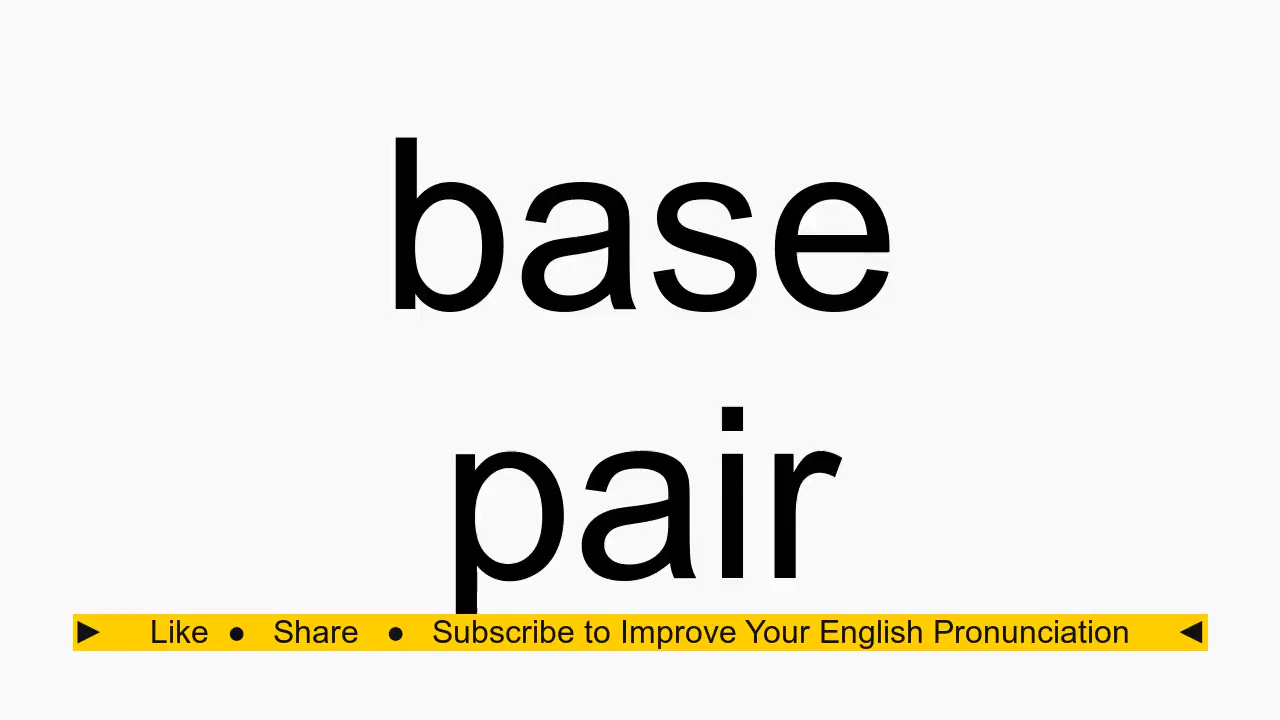 base
pair
▶ Like ● Share ● Subscribe to Improve Your English Pronunciation ◀